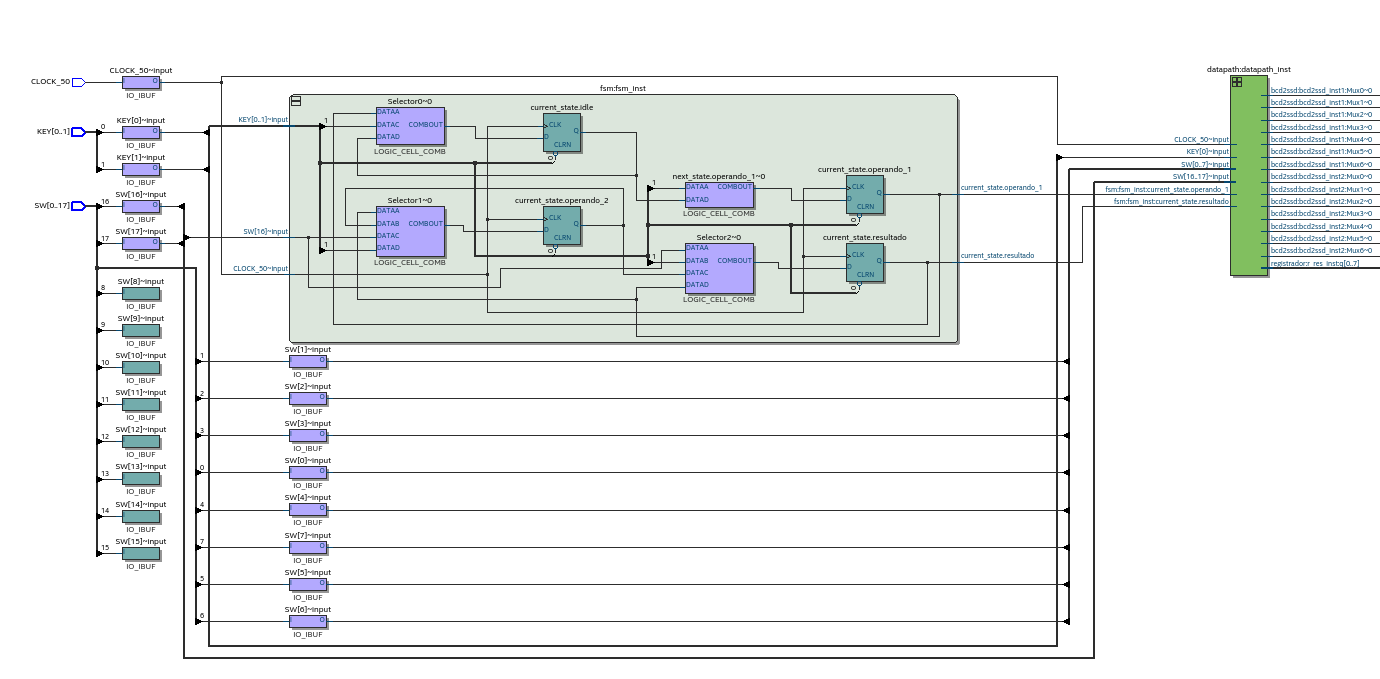 CLOCK_50
CLOCK_50~input
O
IO_IBUF
KEY[0..1]
0
KEY[0]~input
O
IO_IBUF
1
KEY[1]~input
O
IO_IBUF
SW[0..17]
16
SW[16]~input
O
IO_IBUF
17
SW[17]~input
O
IO_IBUF
8
SW[8]~input
IO_IBUF
9
SW[9]~input
IO_IBUF
10
SW[10]~input
IO_IBUF
11
SW[11]~input
IO_IBUF
12
SW[12]~input
IO_IBUF
13
SW[13]~input
IO_IBUF
14
SW[14]~input
IO_IBUF
15
SW[15]~input
IO_IBUF
fsm:fsm_inst
KEY[0..1]~input
SW[16]~input
CLOCK_50~input
1
Selector0~0
DATAA
DATAC
DATAD
COMBOUT
LOGIC_CELL_COMB
current_state.idle
CLK
D
Q
CLRN
0
1
Selector1~0
DATAA
DATAB
DATAC
DATAD
COMBOUT
LOGIC_CELL_COMB
current_state.operando_2
CLK
D
Q
CLRN
0
1
next_state.operando_1~0
DATAA
DATAD
COMBOUT
LOGIC_CELL_COMB
current_state.operando_1
CLK
D
Q
CLRN
0
1
Selector2~0
DATAA
DATAB
DATAC
DATAD
COMBOUT
LOGIC_CELL_COMB
current_state.resultado
CLK
D
Q
CLRN
0
current_state.operando_1
current_state.resultado
1
SW[1]~input
O
IO_IBUF
2
SW[2]~input
O
IO_IBUF
3
SW[3]~input
O
IO_IBUF
0
SW[0]~input
O
IO_IBUF
4
SW[4]~input
O
IO_IBUF
7
SW[7]~input
O
IO_IBUF
5
SW[5]~input
O
IO_IBUF
6
SW[6]~input
O
IO_IBUF
datapath:datapath_inst
CLOCK_50~input
KEY[0]~input
SW[0..7]~input
SW[16..17]~input
fsm:fsm_inst:current_state.operando_1
fsm:fsm_inst:current_state.resultado
bcd2ssd:bcd2ssd_inst1:Mux0~0
bcd2ssd:bcd2ssd_inst1:Mux1~0
bcd2ssd:bcd2ssd_inst1:Mux2~0
bcd2ssd:bcd2ssd_inst1:Mux3~0
bcd2ssd:bcd2ssd_inst1:Mux4~0
bcd2ssd:bcd2ssd_inst1:Mux5~0
bcd2ssd:bcd2ssd_inst1:Mux6~0
bcd2ssd:bcd2ssd_inst2:Mux0~0
bcd2ssd:bcd2ssd_inst2:Mux1~0
bcd2ssd:bcd2ssd_inst2:Mux2~0
bcd2ssd:bcd2ssd_inst2:Mux3~0
bcd2ssd:bcd2ssd_inst2:Mux4~0
bcd2ssd:bcd2ssd_inst2:Mux5~0
bcd2ssd:bcd2ssd_inst2:Mux6~0
registrador:r_res_inst:q[0..7]